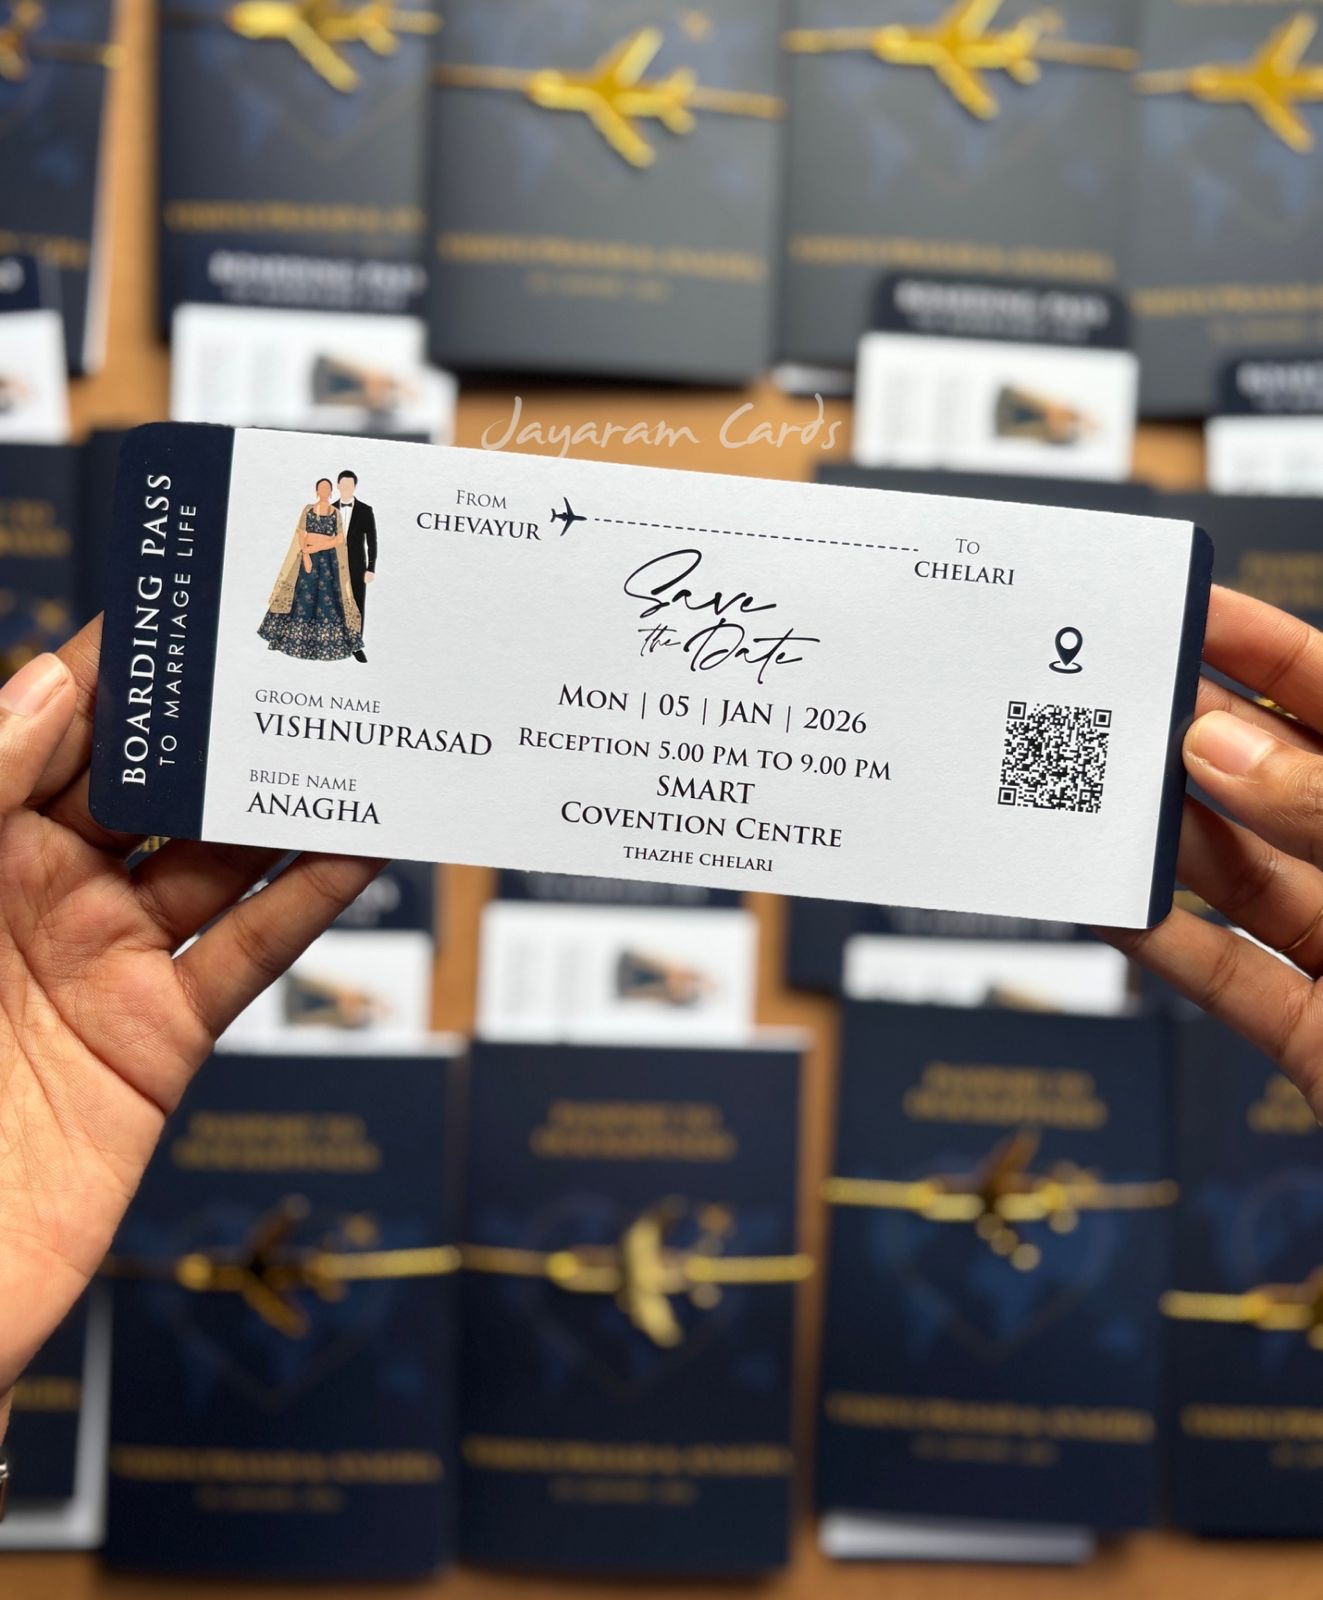 Jayaram Cards
BOARDING PASS
TO MARRIAGE LIFE
FROM
CHEVAYUR
TO
CHELARI
Save
the Date
MON | 05 | JAN | 2026
RECEPTION 5.00 PM TO 9.00 PM
SMART
COVENTION CENTRE
THAZHE CHELARI
GROOM NAME
VISHNUPRASAD
BRIDE NAME
ANAGHA